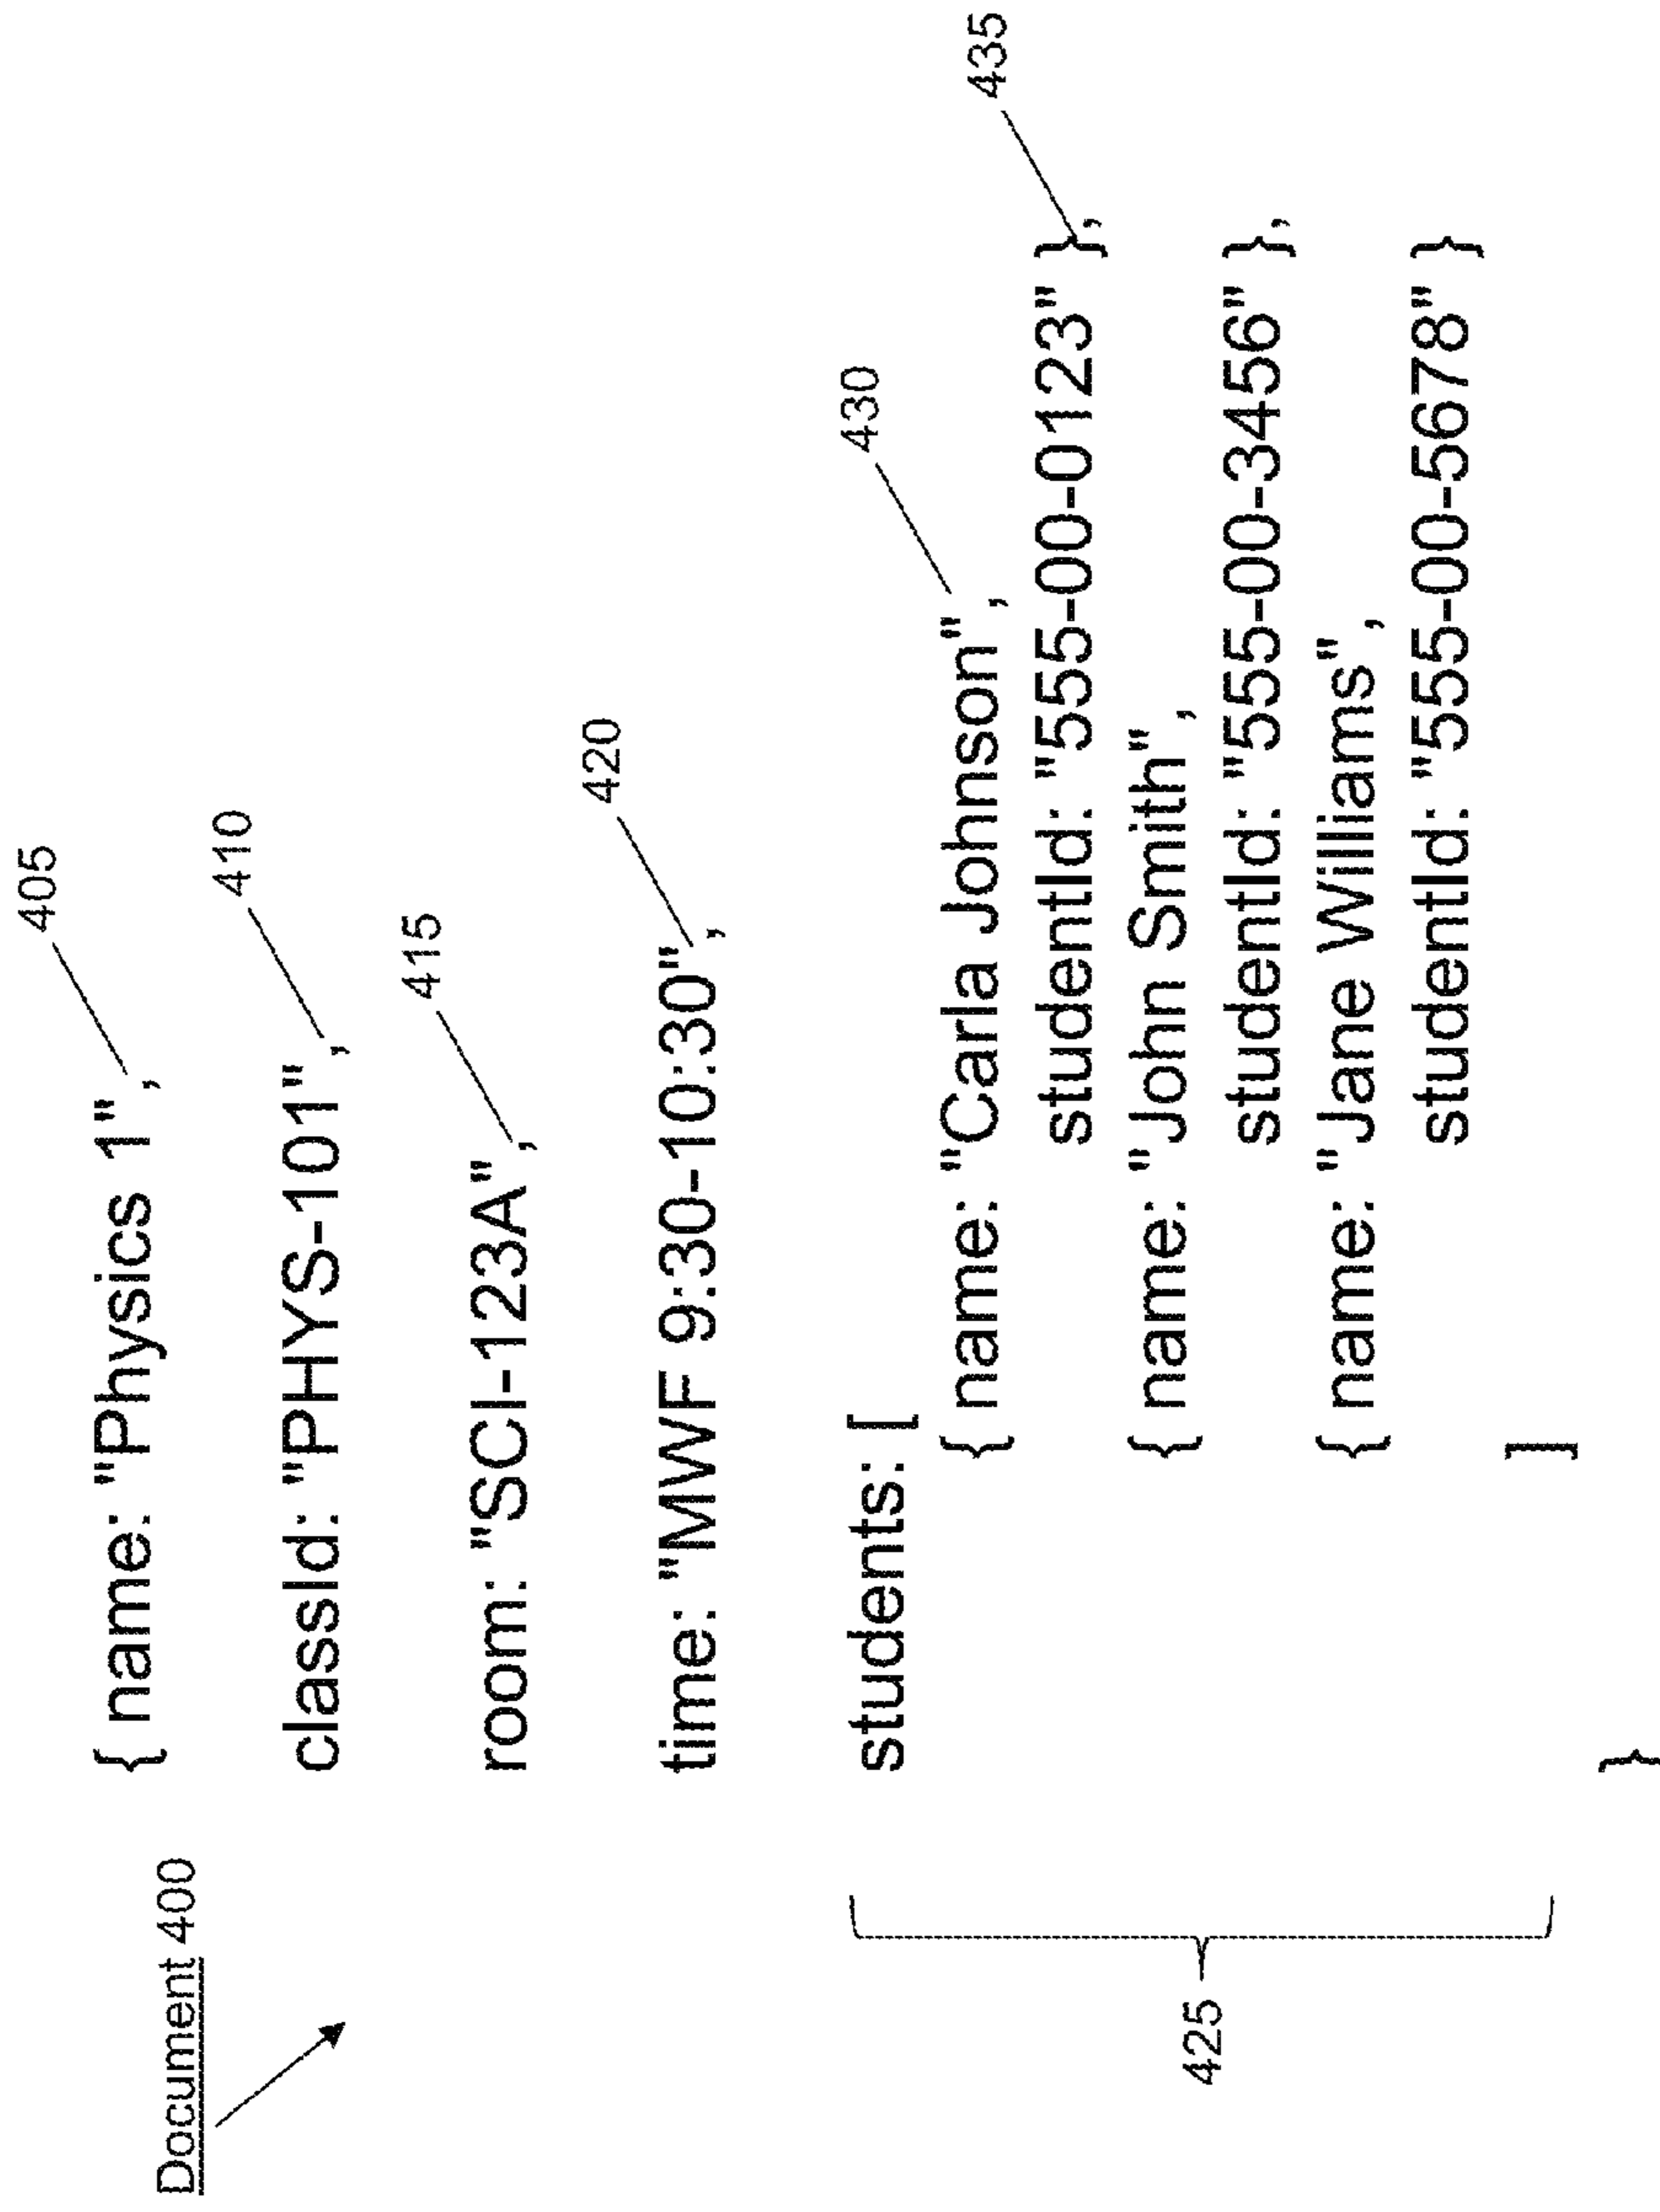 Document 400
{ name: "Physics 1", 405
classId: "PHYS-101", 410
room: "SCI-123A", 415
time: "MWF 9:30-10:30", 420
students: [
{ name: "Carla Johnson", 430
studentId: "555-00-0123" }, 435
{ name: "John Smith",
studentId: "555-00-3456" },
{ name: "Jane Williams",
studentId: "555-00-5678" }
]
}
425